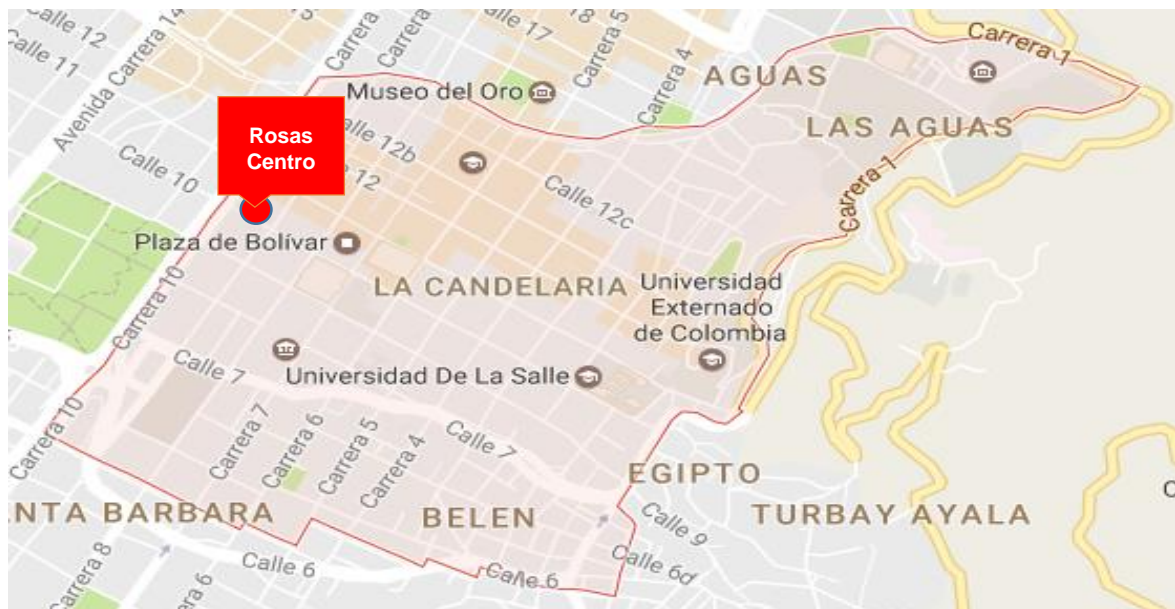 Calle 12
Calle 11
Avenida Carrera 14
Carrera
Carrera
Calle 17
18
Carrera 5
Carrera 4
AGUAS
Carrera 1
LAS AGUAS
Museo del Oro
Rosas
Centro
alle 12b
12
Calle 10
Calle 12c
Carrera 1
Plaza de Bolívar
LA CANDELARIA
Universidad
Externado
de Colombia
Carrera 10
Calle 7
Universidad De La Salle
Carrera 10
Carrera 7
Carrera 6
Carrera 5
Carrera 4
Calle 7
EGIPTO
NTA BARBARA
BELEN
TURBAY AYALA
Calle 9
C
Carrera 8
Calle 6
Calle 6
Calle 6d
rera 6